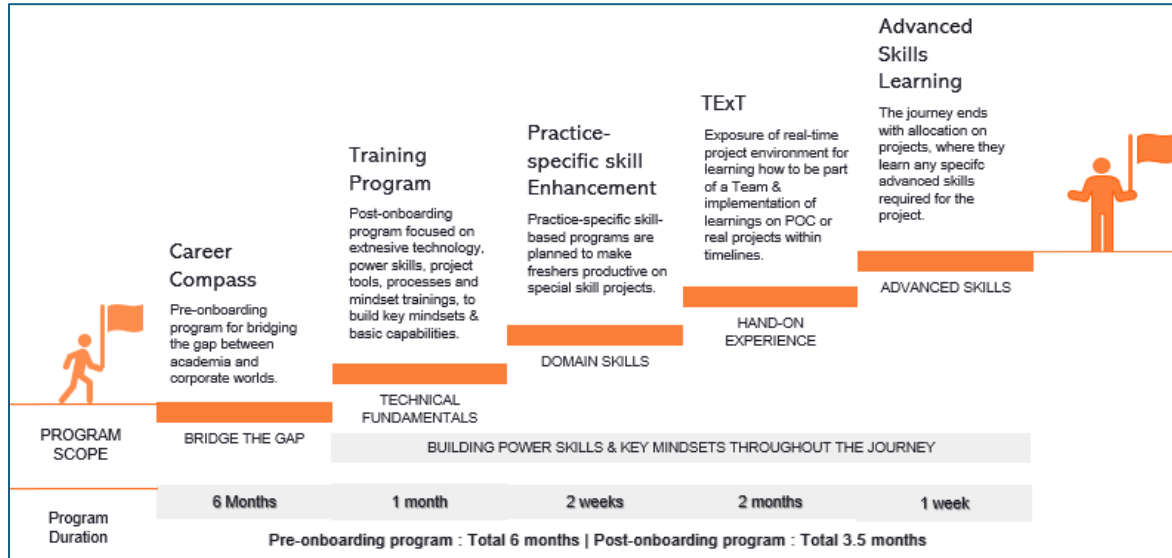 Career
Compass
Pre-onboarding
program for bridging
the gap between
academia and
corporate worlds.
BRIDGE THE GAP
Training
Program
Post-onboarding
program focused on
extnesive technology,
power skills, project
tools, processes and
mindset trainings, to
build key mindsets &
basic capabilities.
TECHNICAL
FUNDAMENTALS
Practice-
specific skill
Enhancement
Practice-specific skill-
based programs are
planned to make
freshers productive on
special skill projects.
DOMAIN SKILLS
TExT
Exposure of real-time
project environment for
learning how to be part
of a Team &
implementation of
learnings on POC or
real projects within
timelines.
HAND-ON
EXPERIENCE
Advanced
Skills
Learning
The journey ends
with allocation on
projects, where they
learn any specifc
advanced skills
required for the
project.
ADVANCED SKILLS
PROGRAM
SCOPE
BUILDING POWER SKILLS & KEY MINDSETS THROUGHOUT THE JOURNEY
Program
Duration
6 Months
1 month
2 weeks
2 months
1 week
Pre-onboarding program : Total 6 months | Post-onboarding program : Total 3.5 months